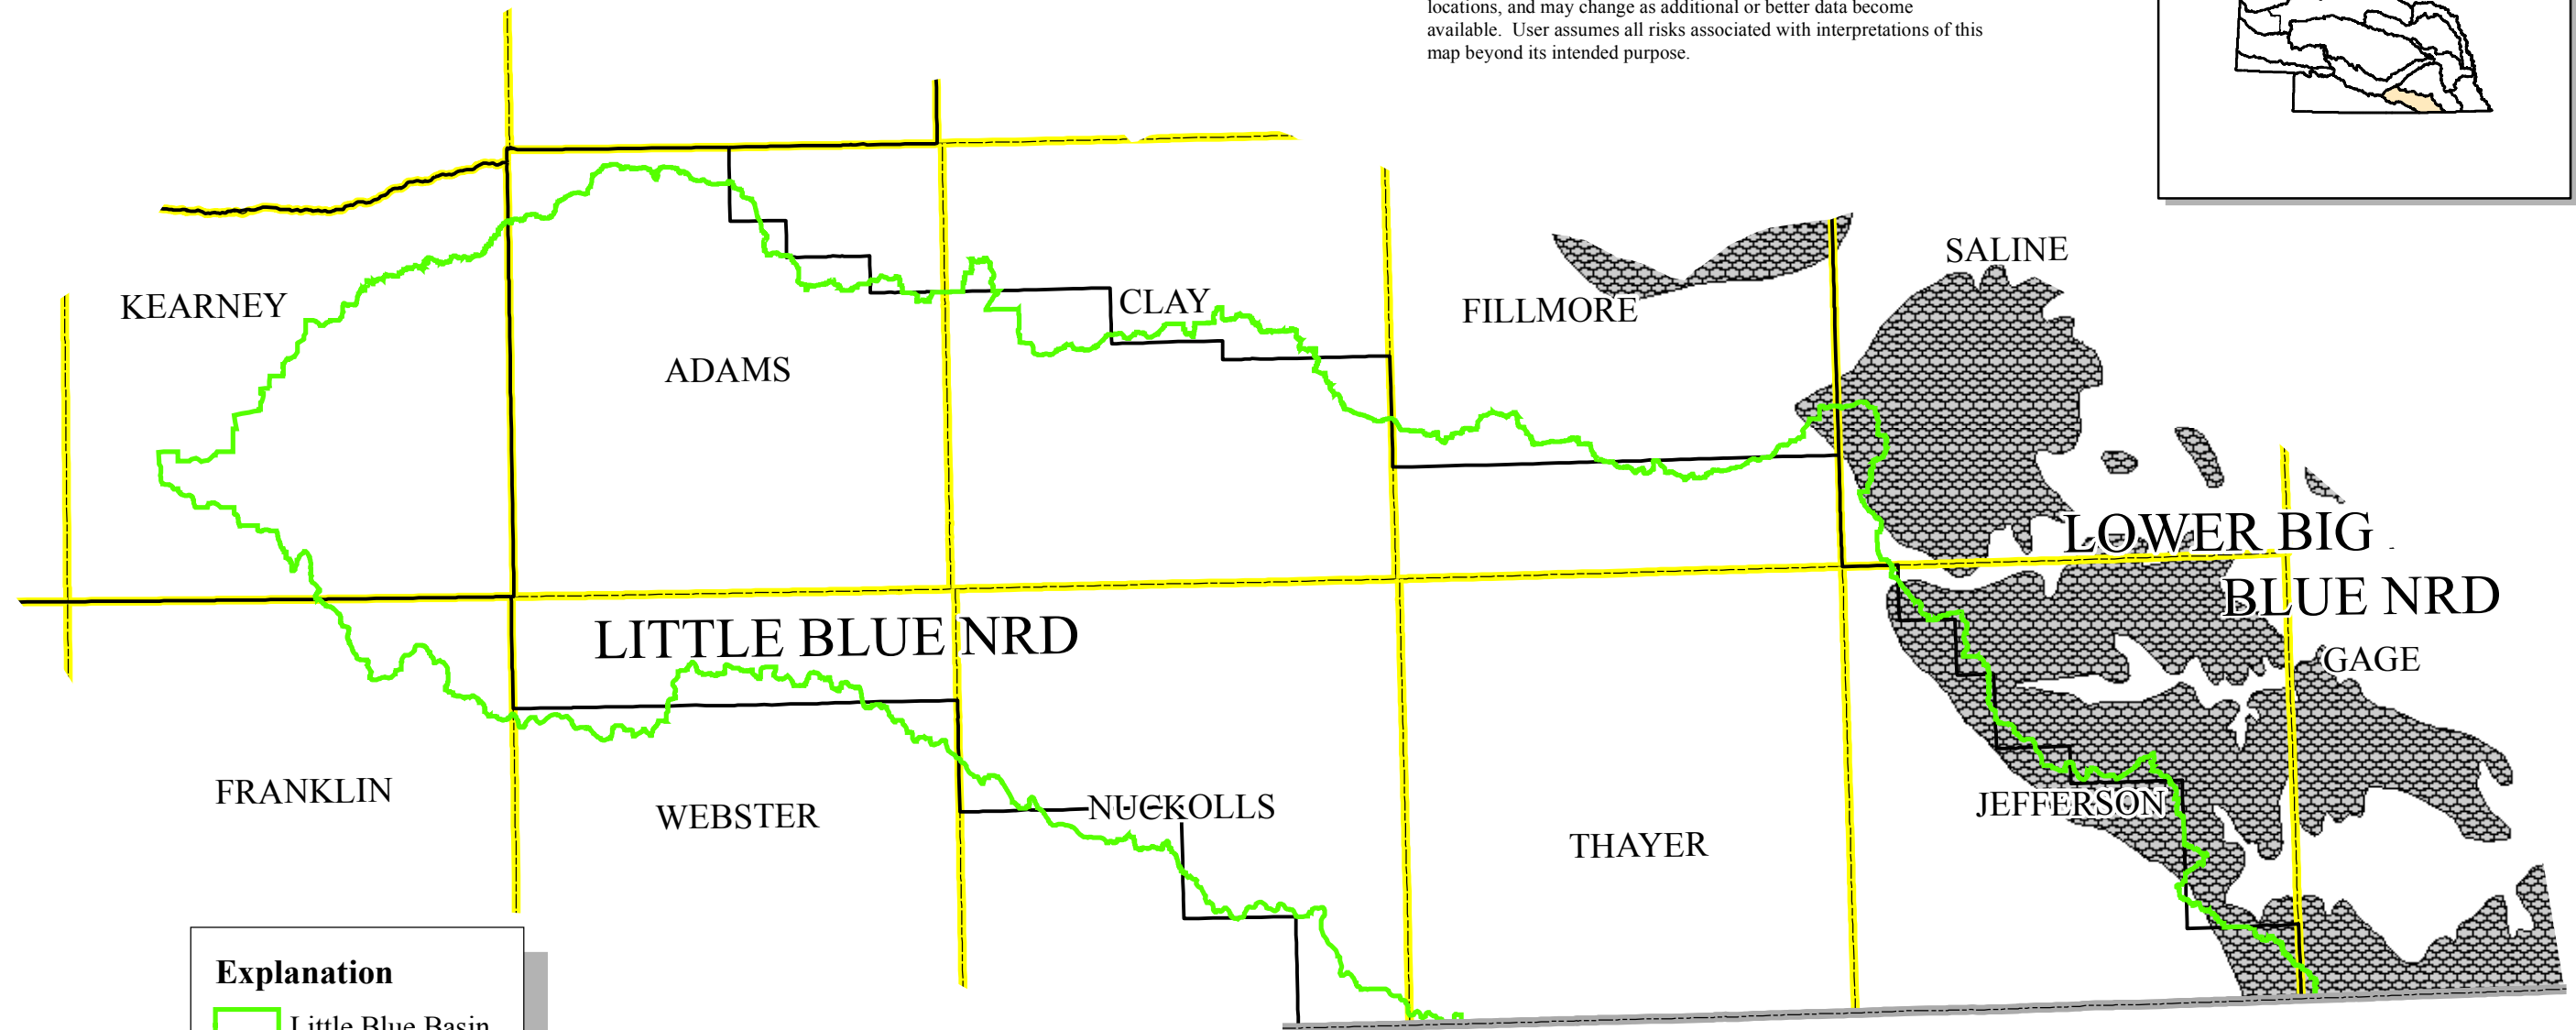 locations, and may change as additional or better data become
available. User assumes all risks associated with interpretations of this
map beyond its intended purpose.
SALINE
KEARNEY
CLAY
FILLMORE
ADAMS
LOWER BIG
BLUE NRD
LITTLE BLUE NRD
GAGE
FRANKLIN
WEBSTER
NUCKOLLS
JEFFERSON
THAYER
Explanation
Little Blue Basin